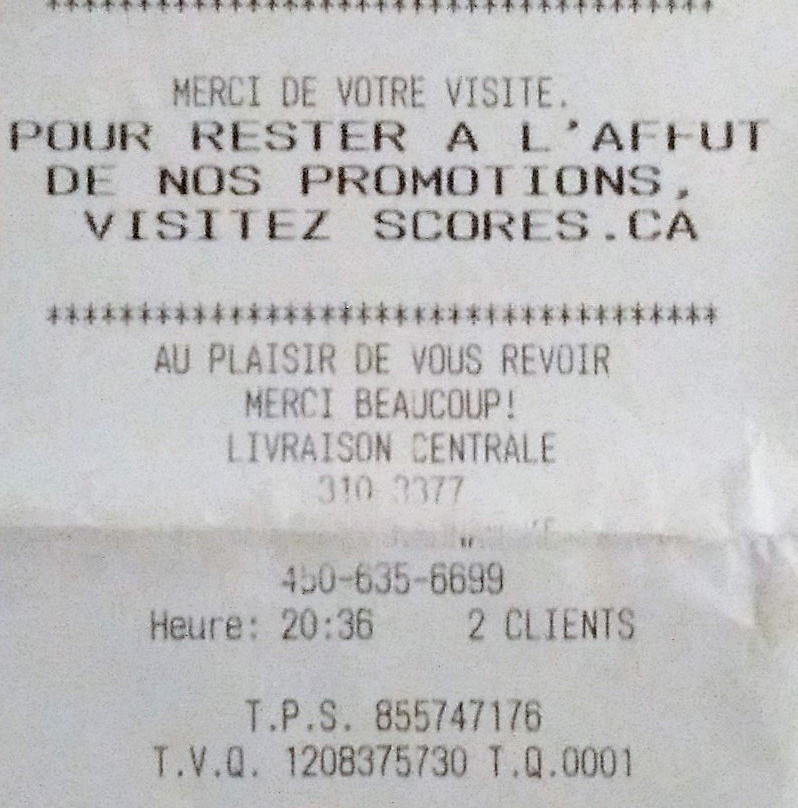 ****************************************
MERCI DE VOTRE VISITE.
POUR RESTER A L'AFFUT
DE NOS PROMOTIONS,
VISITEZ SCORES.CA
****************************************
AU PLAISIR DE VOUS REVOIR
MERCI BEAUCOUP!
LIVRAISON CENTRALE
310 3377
450-635-6699
Heure: 20:36 2 CLIENTS
T.P.S. 855747176
T.V.Q. 1208375730 T.Q.0001